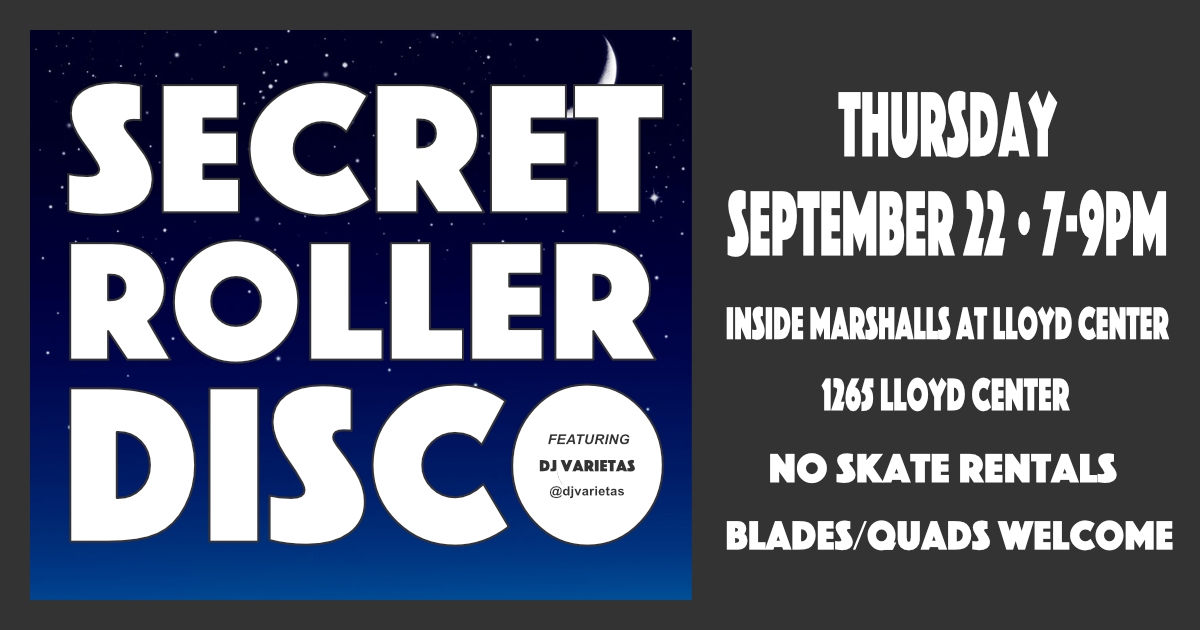 SECRET
ROLLER
DISCO
FEATURING
DJ VARIETAS
@djvarietas
THURSDAY
SEPTEMBER 22 • 7-9PM
INSIDE MARSHALLS AT LLOYD CENTER
1265 LLOYD CENTER
NO SKATE RENTALS
BLADES/QUADS WELCOME